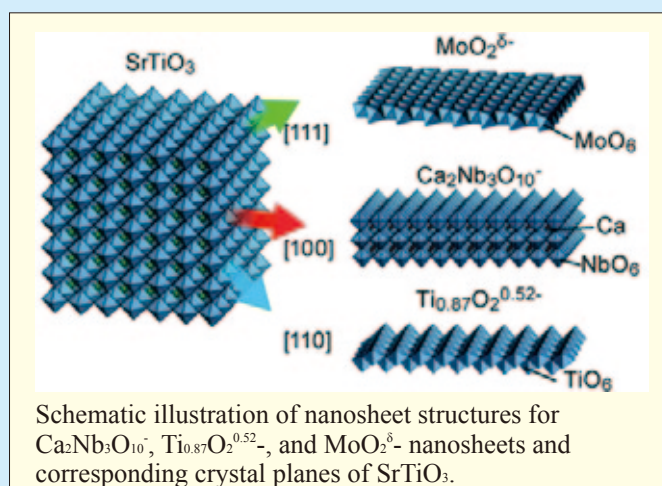 SrTiO₃
[111]
[100]
[110]
MoO₂ᵟ⁻
MoO₆
Ca₂Nb₃O₁₀⁻
Ca
NbO₆
Ti₀.₈₇O₂⁰·⁵²⁻
TiO₆
Schematic illustration of nanosheet structures for
Ca₂Nb₃O₁₀⁻, Ti₀.₈₇O₂⁰·⁵²-, and MoO₂ᵟ- nanosheets and
corresponding crystal planes of SrTiO₃.